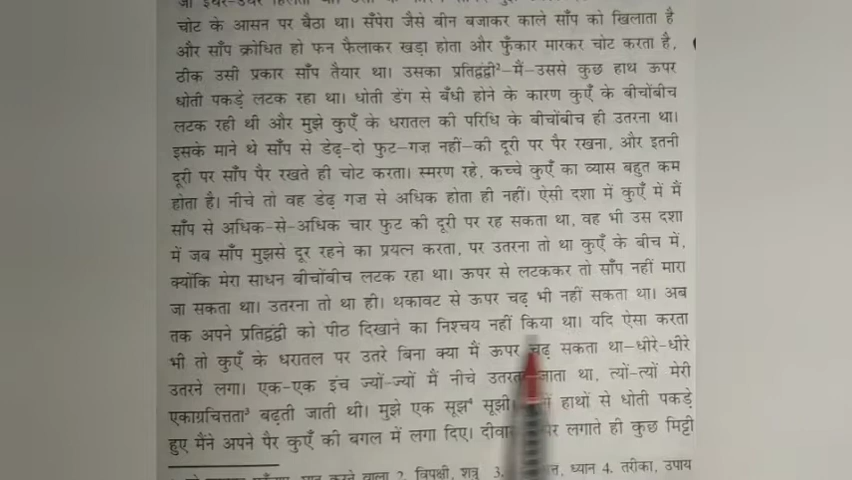 चोट के आसन पर बैठा था। सँपेरा जैसे बीन बजाकर काले साँप को खिलाता है
और साँप क्रोधित हो फन फैलाकर खड़ा होता और फुँकार मारकर चोट करता है,
ठीक उसी प्रकार साँप तैयार था। उसका प्रतिद्वंद्वी²–मैं–उससे कुछ हाथ ऊपर
धोती पकड़े लटक रहा था। धोती डेंग से बँधी होने के कारण कुएँ के बीचोंबीच
लटक रही थी और मुझे कुएँ के धरातल की परिधि के बीचोंबीच ही उतरना था।
इसके माने थे साँप से डेढ़-दो फुट–गज़ नहीं–की दूरी पर पैर रखना, और इतनी
दूरी पर साँप पैर रखते ही चोट करता। स्मरण रहे, कच्चे कुएँ का व्यास बहुत कम
होता है। नीचे तो वह डेढ़ गज़ से अधिक होता ही नहीं। ऐसी दशा में कुएँ में मैं
साँप से अधिक-से-अधिक चार फुट की दूरी पर रह सकता था, वह भी उस दशा
में जब साँप मुझसे दूर रहने का प्रयत्न करता, पर उतरना तो था कुएँ के बीच में,
क्योंकि मेरा साधन बीचोंबीच लटक रहा था। ऊपर से लटककर तो साँप नहीं मारा
जा सकता था। उतरना तो था ही। थकावट से ऊपर चढ़ भी नहीं सकता था। अब
तक अपने प्रतिद्वंद्वी को पीठ दिखाने का निश्चय नहीं किया था। यदि ऐसा करता
भी तो कुएँ के धरातल पर उतरे बिना क्या मैं ऊपर चढ़ सकता था–धीरे-धीरे
उतरने लगा। एक-एक इंच ज्यों-ज्यों मैं नीचे उतरता जाता था, त्यों-त्यों मेरी
एकाग्रचित्तता³ बढ़ती जाती थी। मुझे एक सूझ⁴ सूझी। हाथों से धोती पकड़े
हुए मैंने अपने पैर कुएँ की बगल में लगा दिए। पैर लगाते ही कुछ मिट्टी
करने वाला 2. विपक्षी, शत्रु 3. ध्यान 4. तरीका, उपाय